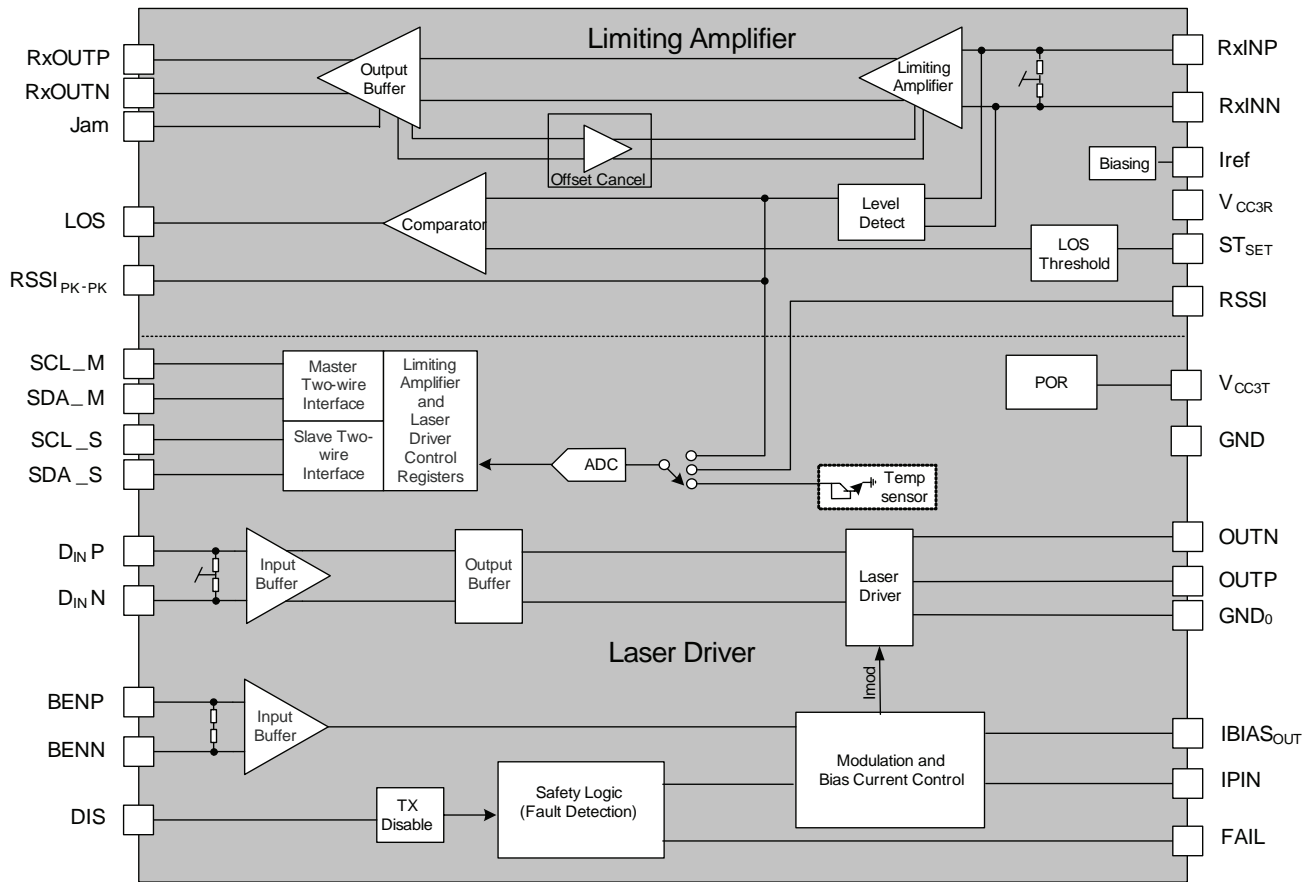 Limiting Amplifier
RxOUTP
RxOUTN
Jam
LOS
RSSI PK-PK
Output
Buffer
Limiting
Amplifier
Offset Cancel
Comparator
Level
Detect
Biasing
LOS
Threshold
RxINP
RxINN
Iref
VCC3R
STSET
RSSI
SCL_M
SDA_M
SCL_S
SDA_S
Master
Two-wire
Interface
Slave Two-
wire
Interface
Limiting
Amplifier
and
Laser
Driver
Control
Registers
ADC
Temp
sensor
POR
VCC3T
GND
DINP
DINN
Input
Buffer
Output
Buffer
Laser
Driver
OUTN
OUTP
GND0
Laser Driver
Imod
BENP
BENN
Input
Buffer
Modulation and
Bias Current Control
IBIASOUT
IPIN
DIS
TX
Disable
Safety Logic
(Fault Detection)
FAIL